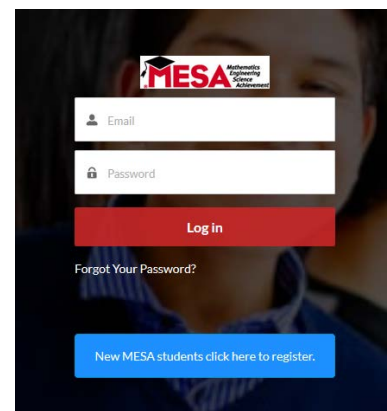 MESA
Mathematics
Engineering
Science
Achievement
Email
Password
Log in
Forgot Your Password?
New MESA students click here to register.